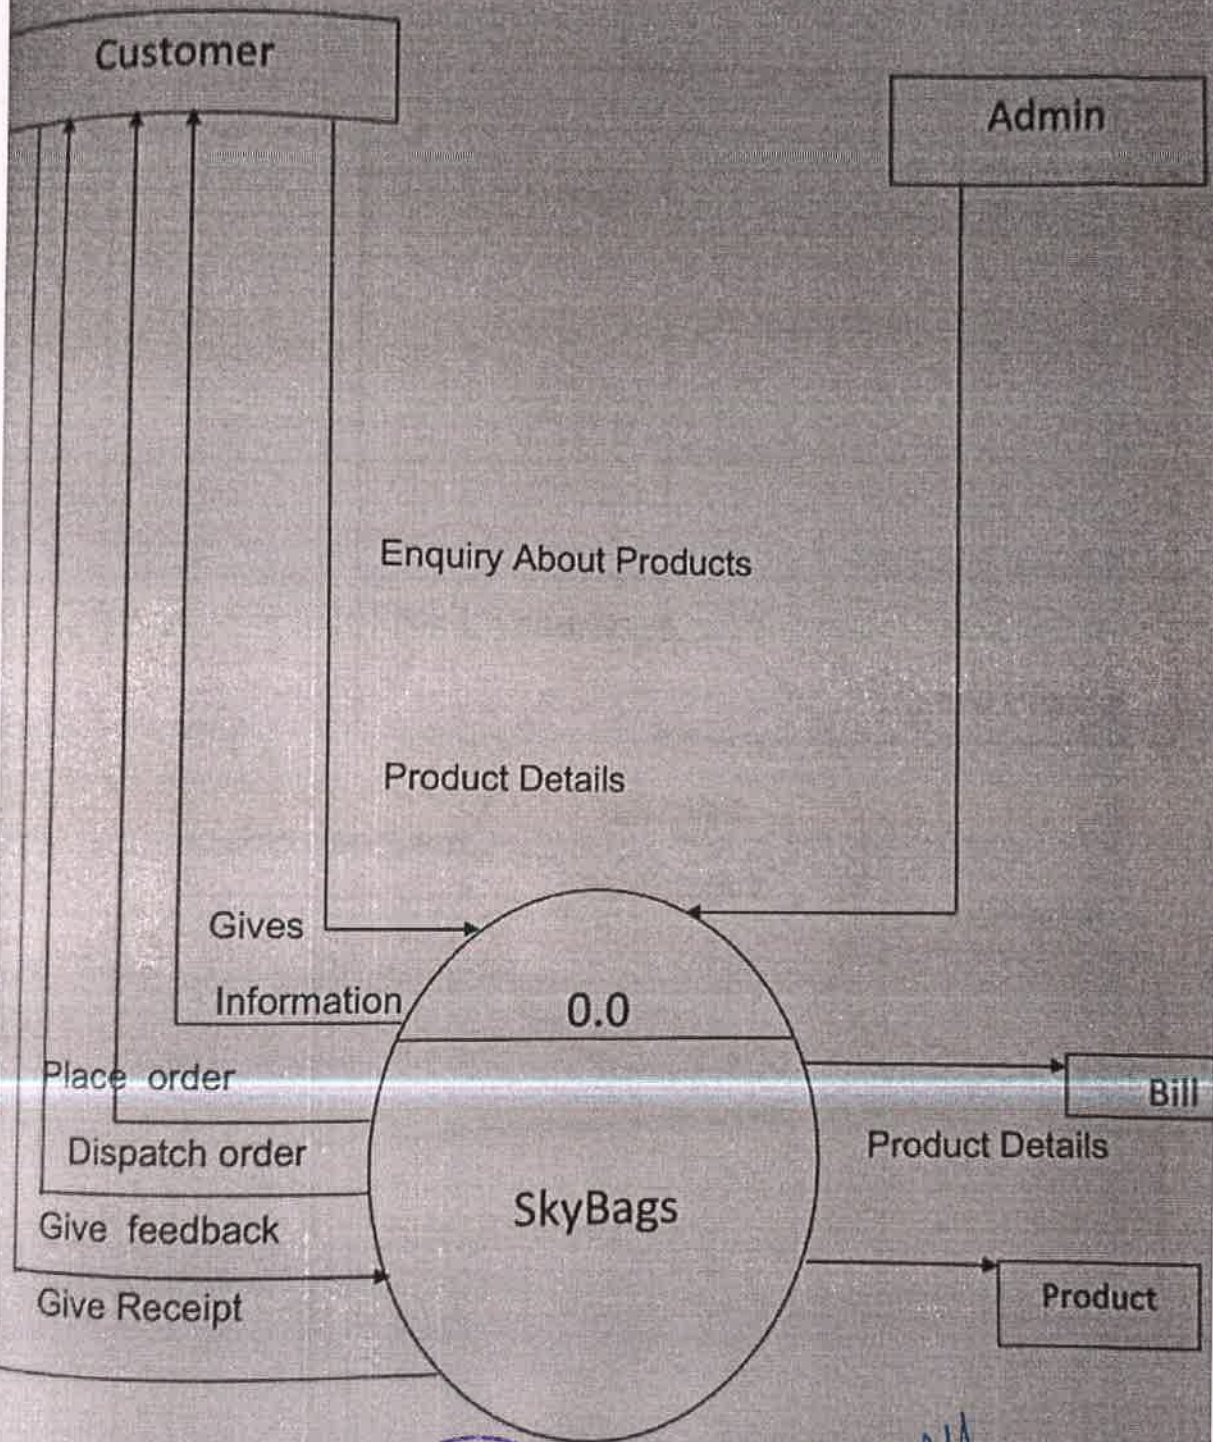 Customer
Admin
Enquiry About Products
Product Details
Gives
Information
0.0
Place order
Bill
Dispatch order
Product Details
SkyBags
Give feedback
Product
Give Receipt